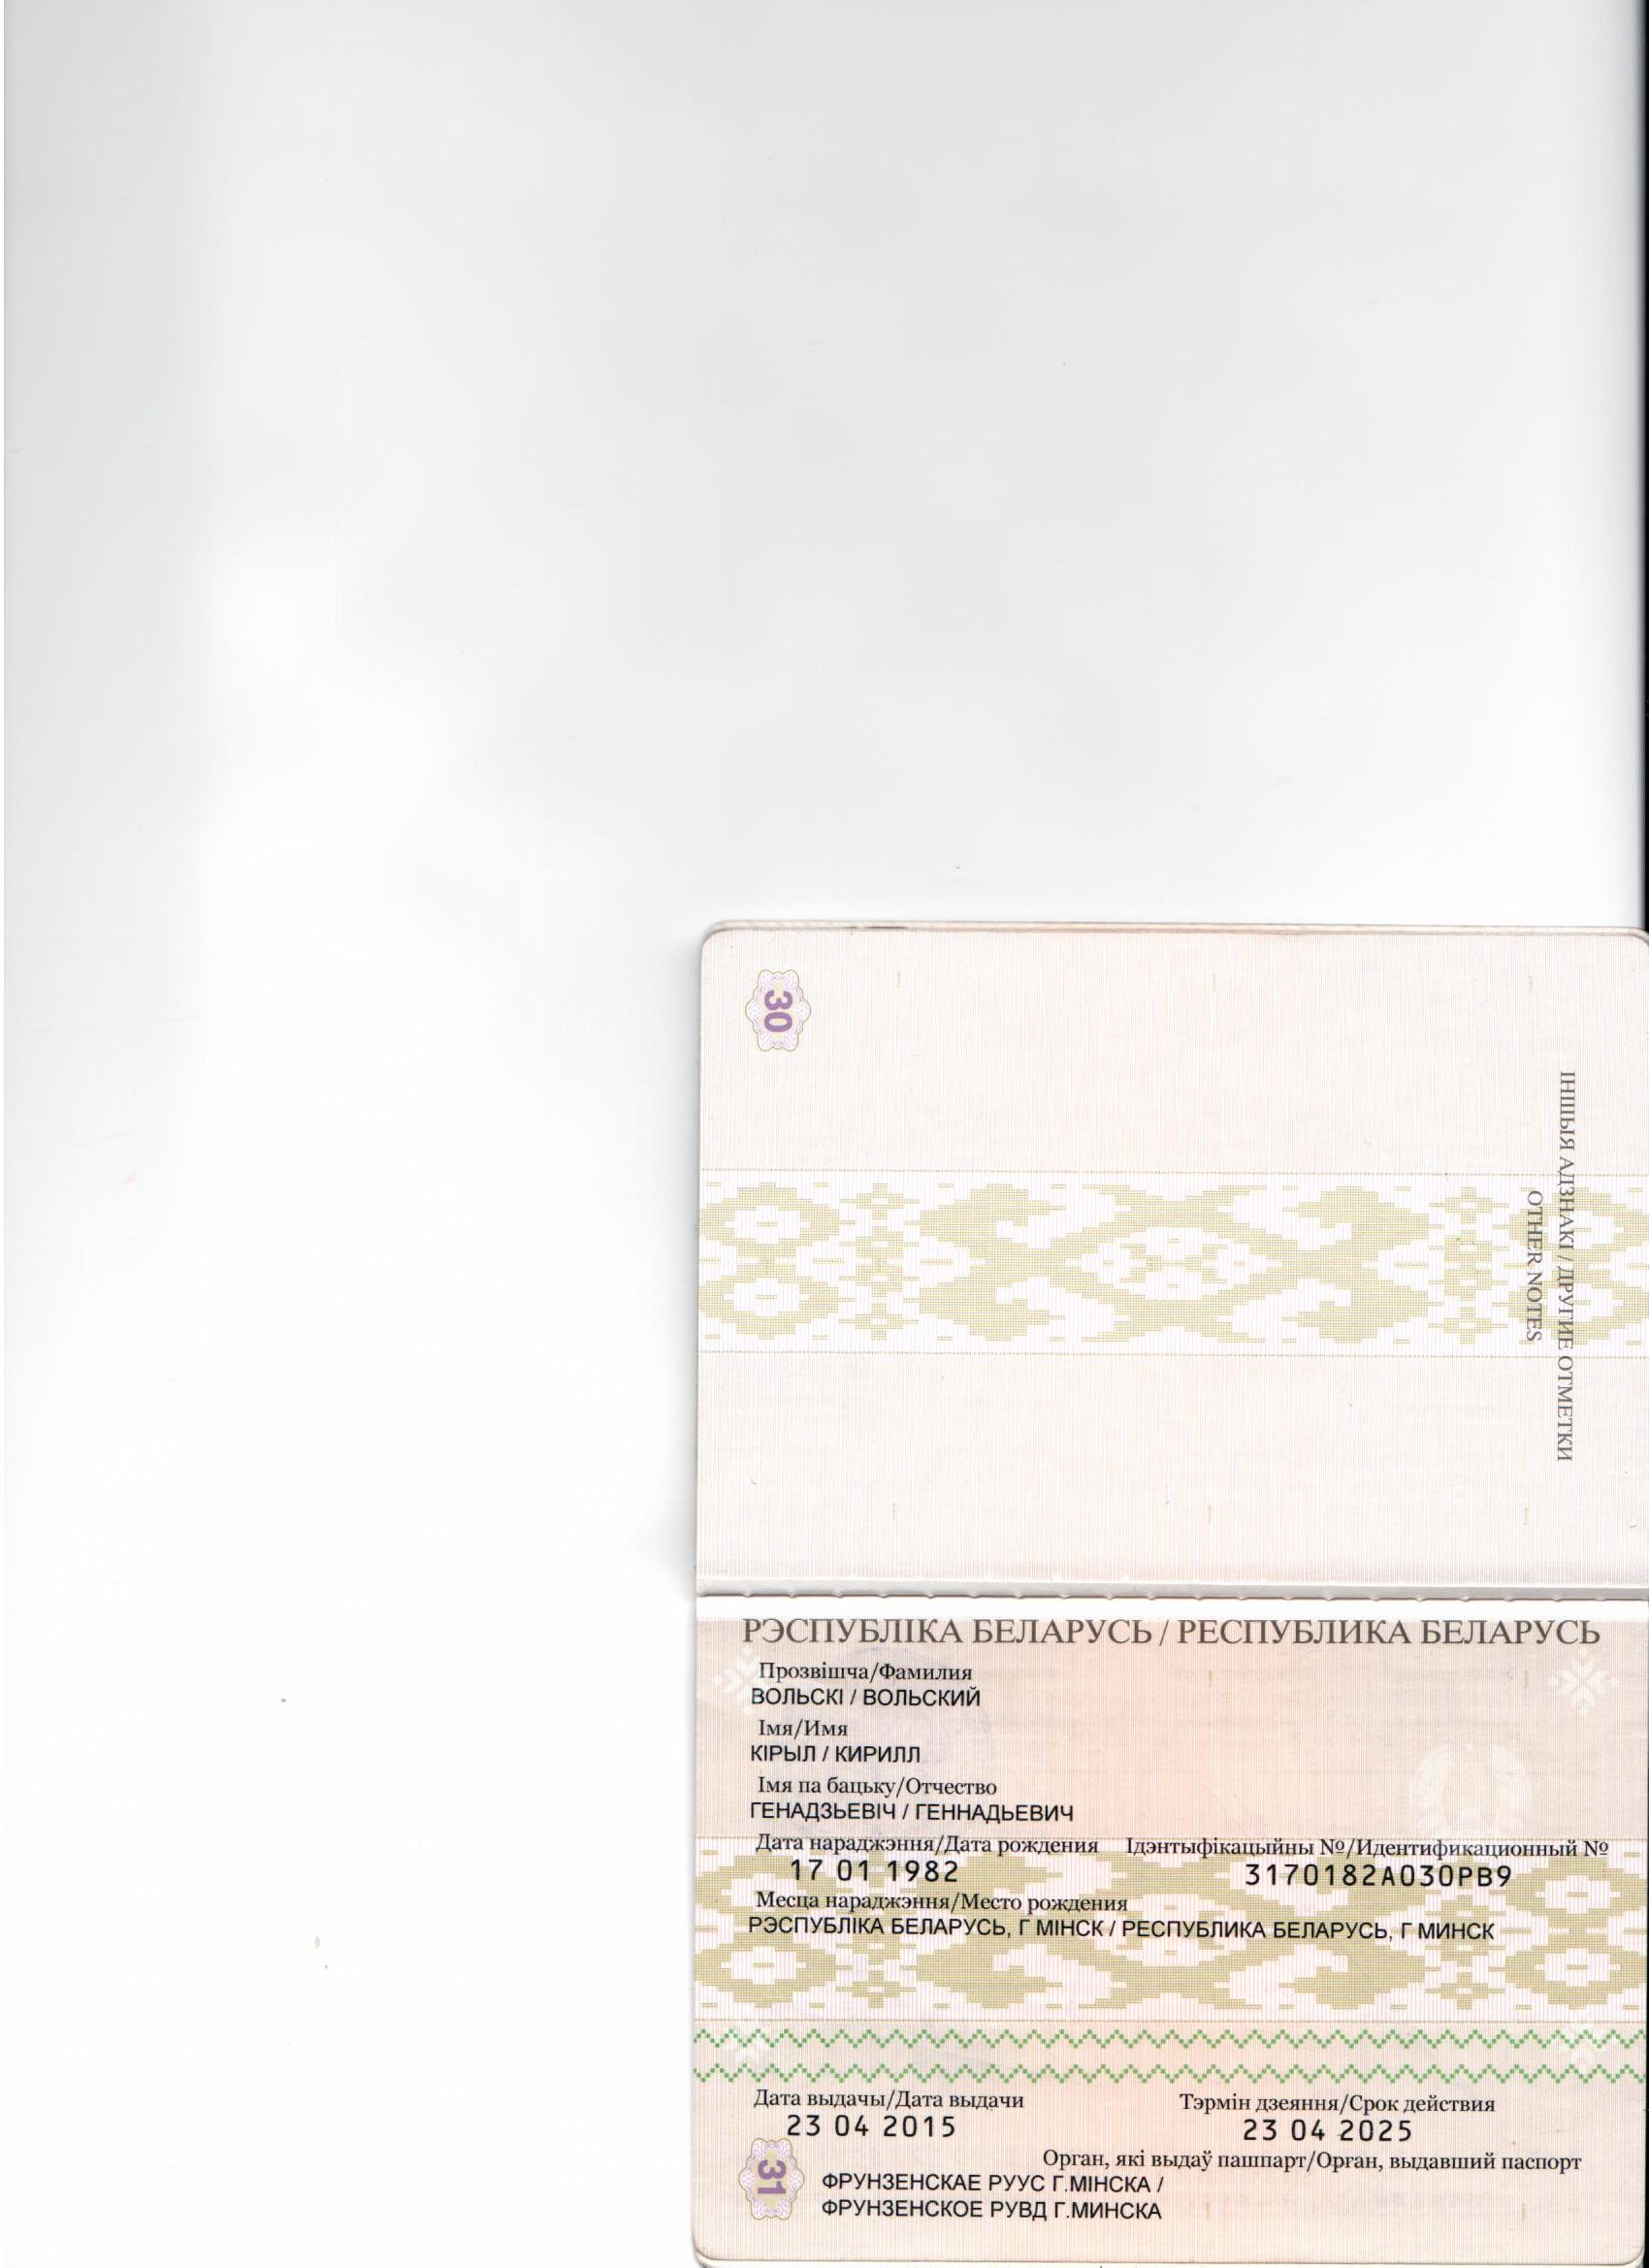 30
ІНШЫЯ АДЗНАКІ / ДРУГИЕ ОТМЕТКИ
OTHER NOTES
РЭСПУБЛІКА БЕЛАРУСЬ / РЕСПУБЛИКА БЕЛАРУСЬ
Прозвішча/Фамилия
ВОЛЬСКІ / ВОЛЬСКИЙ
Імя/Имя
КІРЫЛ / КИРИЛЛ
Імя па бацьку/Отчество
ГЕНАДЗЬЕВІЧ / ГЕННАДЬЕВИЧ
Дата нараджэння/Дата рождения Ідэнтыфікацыйны №/Идентификационный №
17 01 1982 3170182A030PB9
Месца нараджэння/Место рождения
РЭСПУБЛІКА БЕЛАРУСЬ, Г МІНСК / РЕСПУБЛИКА БЕЛАРУСЬ, Г МИНСК
Дата выдачы/Дата выдачи Тэрмін дзеяння/Срок действия
23 04 2015 23 04 2025
Орган, які выдаў пашпарт/Орган, выдавший паспорт
ФРУНЗЕНСКАЕ РУУС Г.МІНСКА /
ФРУНЗЕНСКОЕ РУВД Г.МИНСКА
31